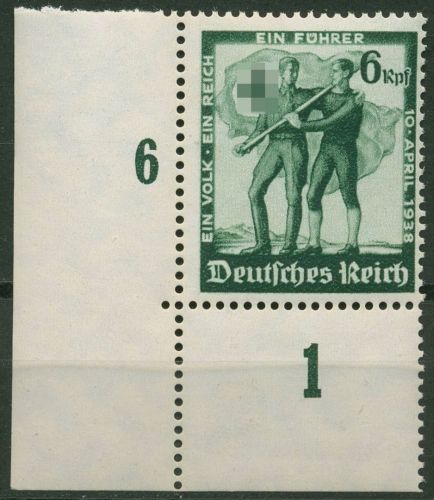 EIN VOLK · EIN REICH
EIN FÜHRER
6 Rpf
10 · APRIL · 1938
Deutsches Reich
6
1